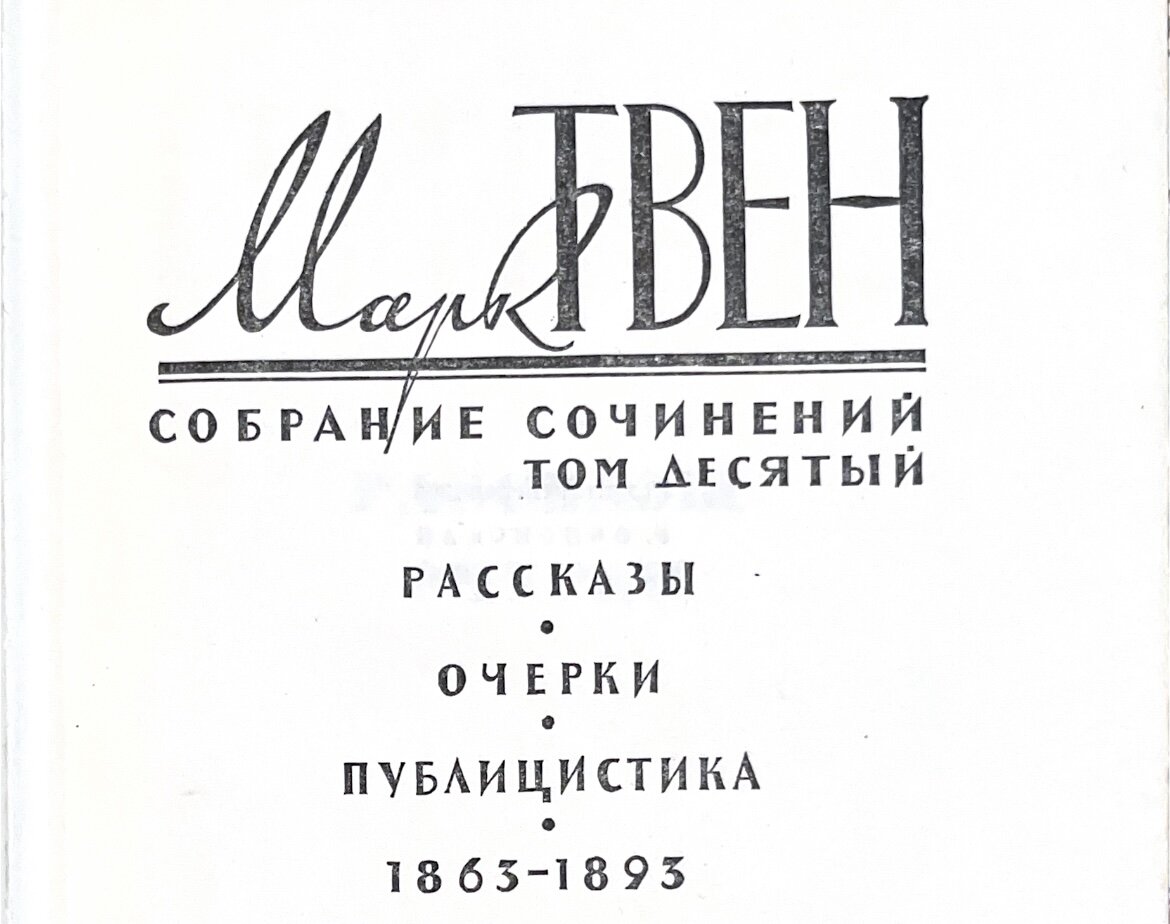 Марк ТВЕН
СОБРАНИЕ СОЧИНЕНИЙ
ТОМ ДЕСЯТЫЙ
РАССКАЗЫ
•
ОЧЕРКИ
•
ПУБЛИЦИСТИКА
•
1863–1893